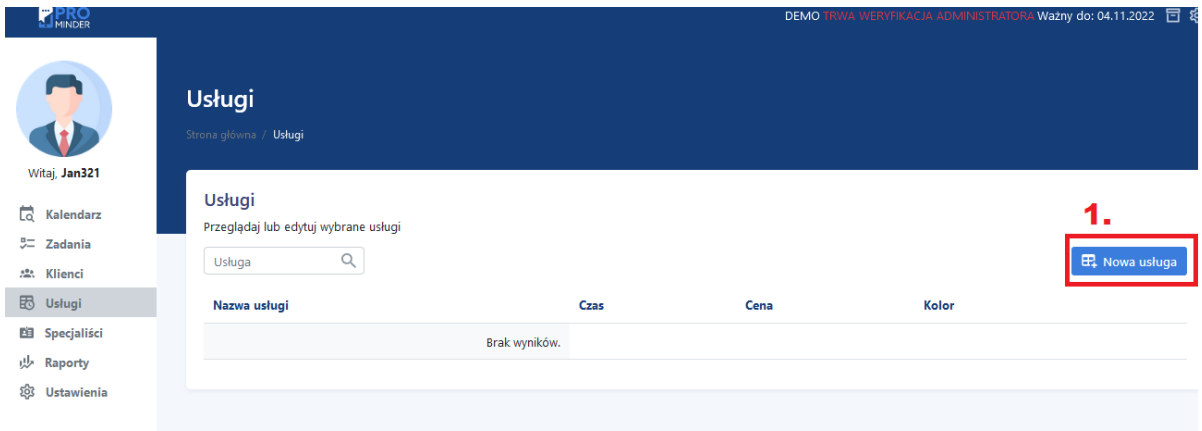 PRO
MINDER
DEMO TRWA WERYFIKACJA ADMINISTRATORA Ważny do: 04.11.2022
Witaj, Jan321
Kalendarz
Zadania
Klienci
Usługi
Specjaliści
Raporty
Ustawienia
Usługi
Strona główna / Usługi
Usługi
Przeglądaj lub edytuj wybrane usługi
Usługa
1.
Nowa usługa
Nazwa usługi Czas Cena Kolor
Brak wyników.